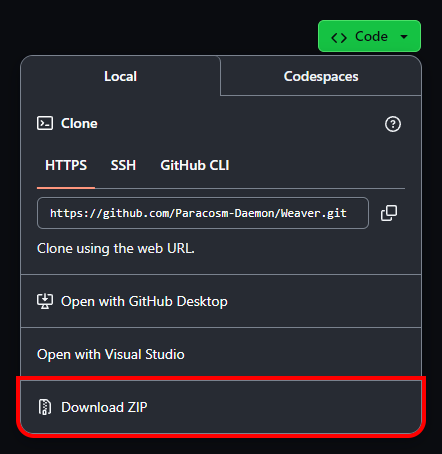 Code
Local Codespaces
Clone
HTTPS SSH GitHub CLI
https://github.com/Paracosm-Daemon/Weaver.git
Clone using the web URL.
Open with GitHub Desktop
Open with Visual Studio
Download ZIP